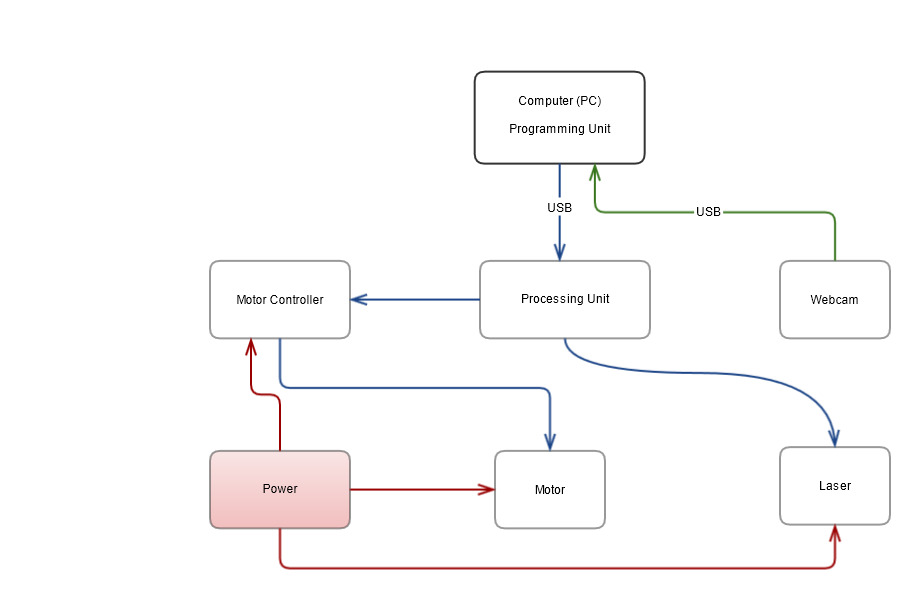 Computer (PC)
Programming Unit
USB
USB
Motor Controller
Processing Unit
Webcam
Power
Motor
Laser